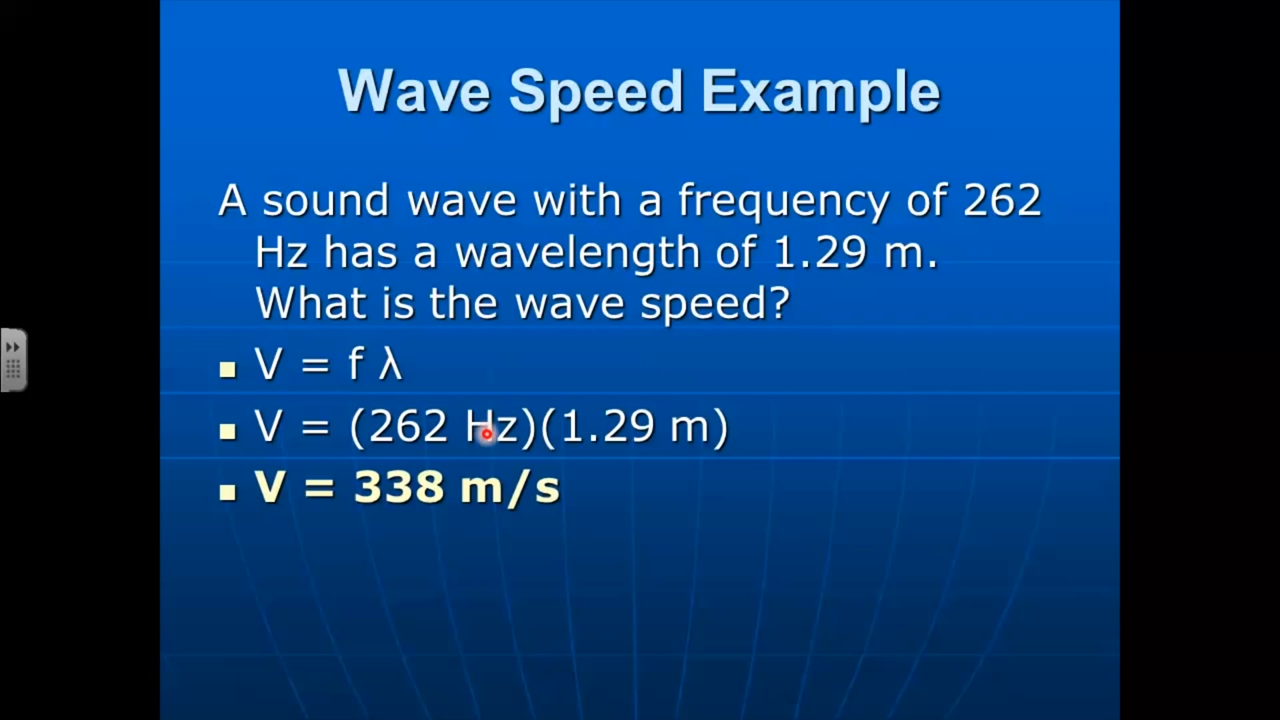 Wave Speed Example
A sound wave with a frequency of 262
Hz has a wavelength of 1.29 m.
What is the wave speed?
V = f λ
V = (262 Hz)(1.29 m)
V = 338 m/s